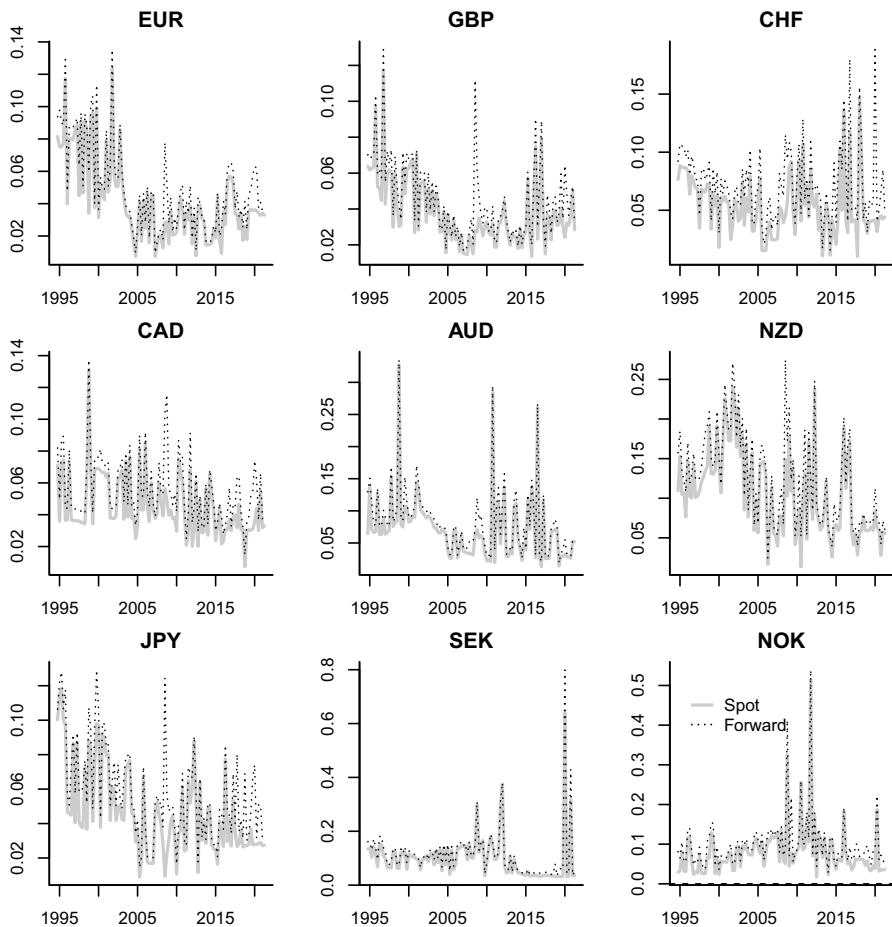 EUR GBP CHF
0.02 0.06 0.10 0.14
0.02 0.06 0.10
0.05 0.10 0.15
1995 2005 2015 1995 2005 2015 1995 2005 2015
CAD AUD NZD
0.02 0.06 0.10 0.14
0.05 0.15 0.25
0.05 0.15 0.25
1995 2005 2015 1995 2005 2015 1995 2005 2015
JPY SEK NOK
0.02 0.06 0.10
0.0 0.2 0.4 0.6 0.8
0.0 0.1 0.2 0.3 0.4 0.5
Spot
Forward
1995 2005 2015 1995 2005 2015 1995 2005 2015